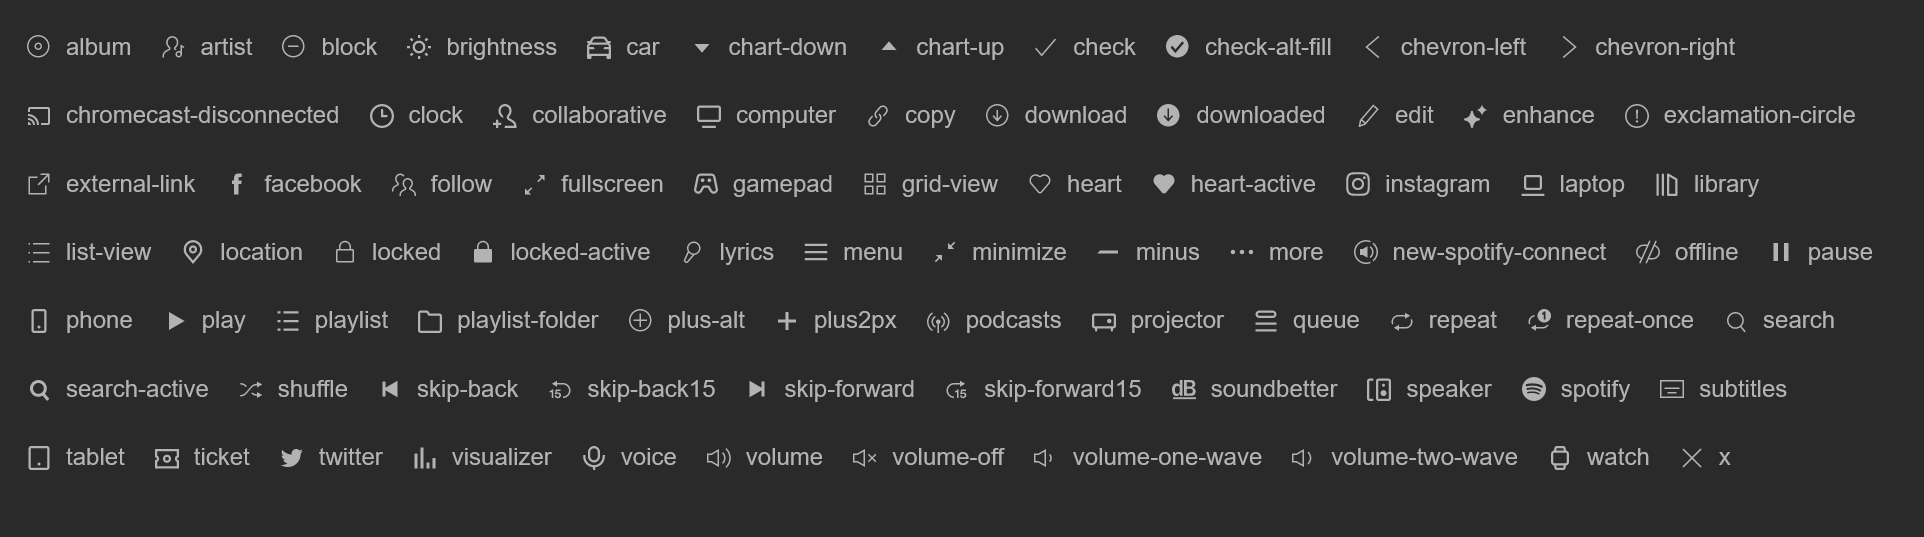 album artist block brightness car chart-down chart-up check check-alt-fill chevron-left chevron-right
chromecast-disconnected clock collaborative computer copy download downloaded edit enhance exclamation-circle
external-link facebook follow fullscreen gamepad grid-view heart heart-active instagram laptop library
list-view location locked locked-active lyrics menu minimize minus more new-spotify-connect offline pause
phone play playlist playlist-folder plus-alt plus2px podcasts projector queue repeat 1 repeat-once search
search-active shuffle skip-back 15 skip-back15 skip-forward 15 skip-forward15 dB soundbetter speaker spotify subtitles
tablet ticket twitter visualizer voice volume volume-off volume-one-wave volume-two-wave watch x